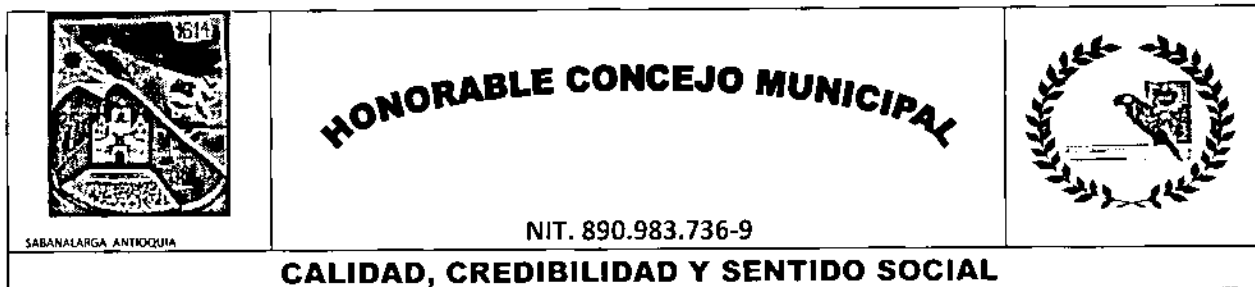 1614
SABANALARGA ANTIOQUIA
HONORABLE CONCEJO MUNICIPAL
NIT. 890.983.736-9
CALIDAD, CREDIBILIDAD Y SENTIDO SOCIAL